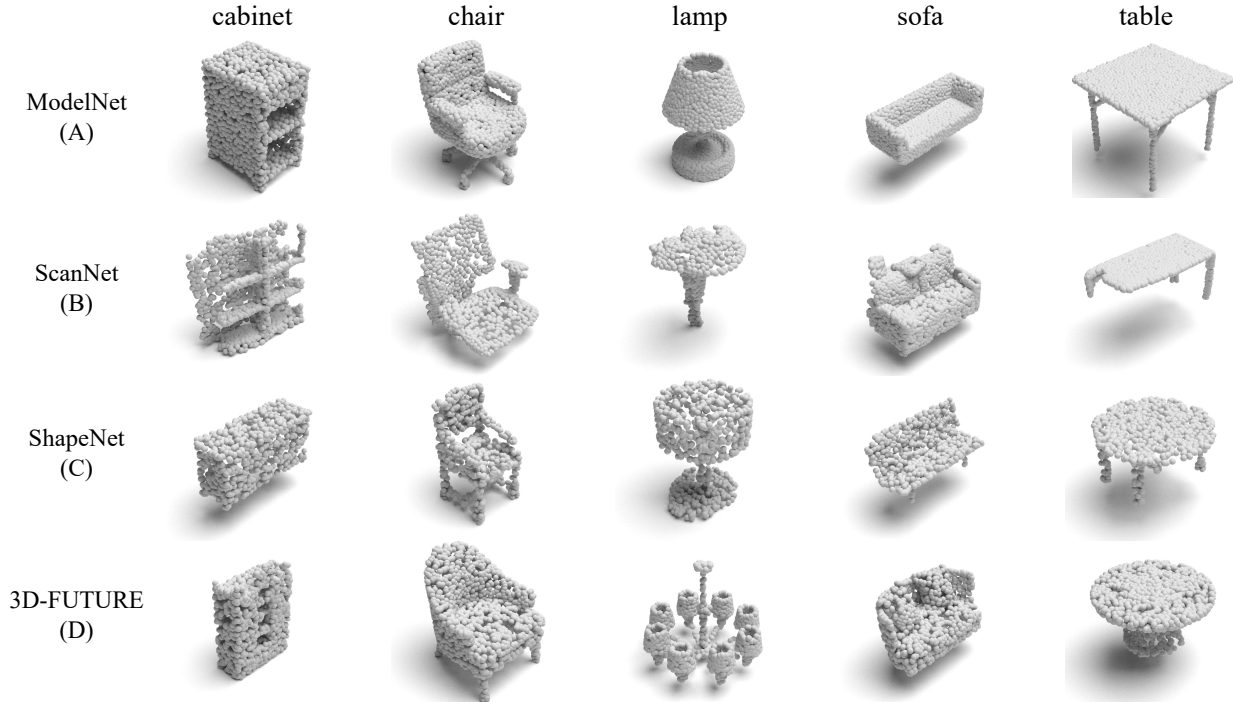 cabinet chair lamp sofa table
ModelNet
(A)
ScanNet
(B)
ShapeNet
(C)
3D-FUTURE
(D)